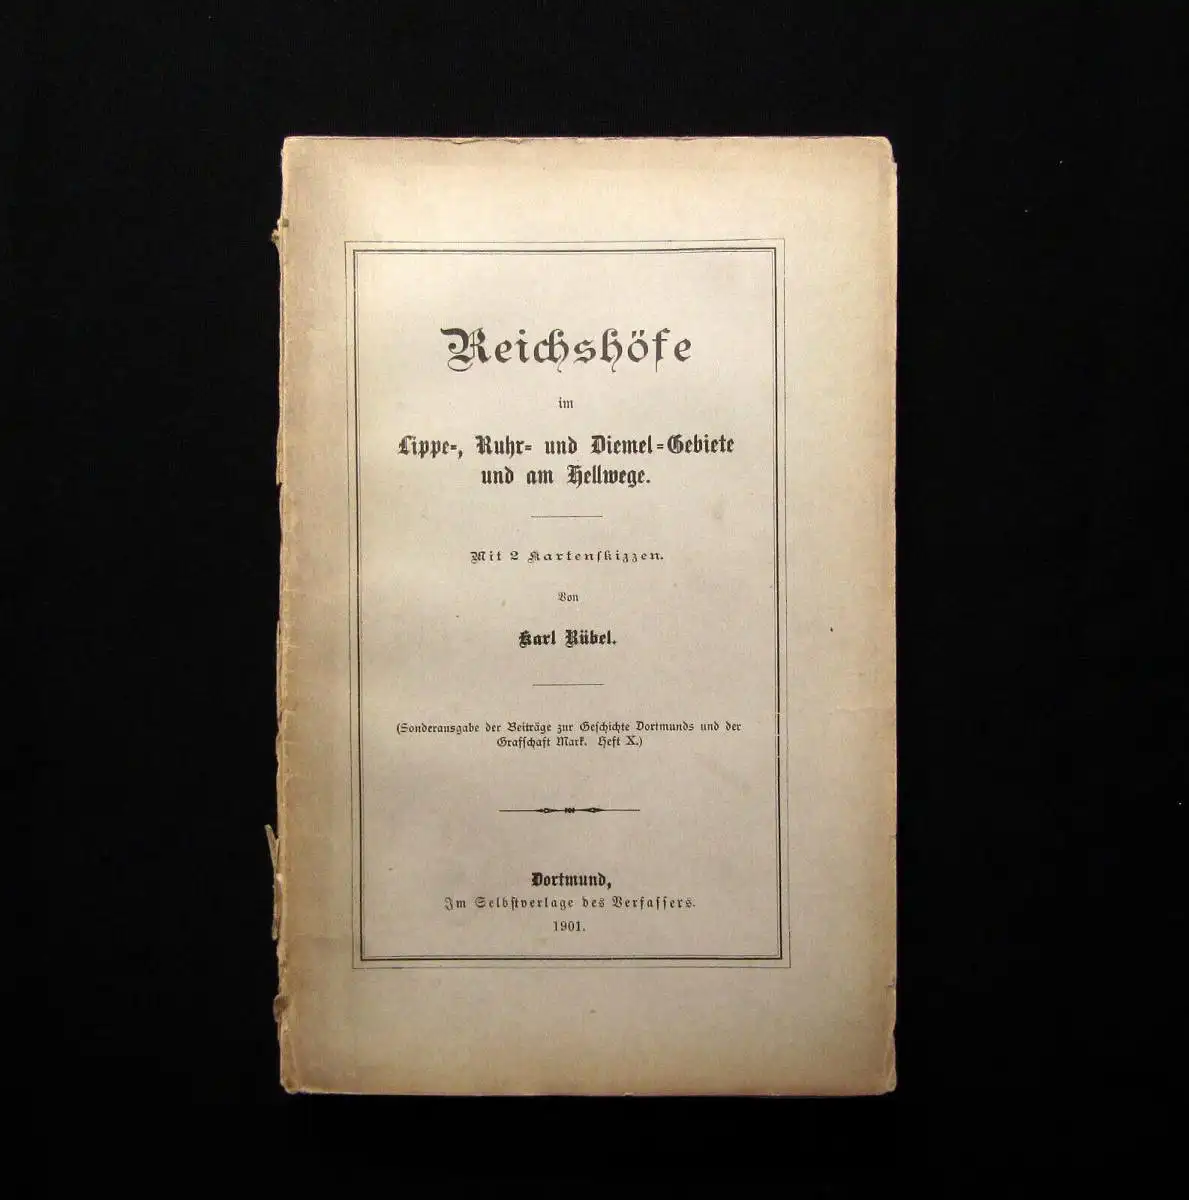 Reichshöfe
im
Lippe-, Ruhr- und Diemel-Gebiete
und am Hellwege.
Mit 2 Kartenskizzen.
Von
Karl Rübel.
(Sonderausgabe der Beiträge zur Geschichte Dortmunds und der
Grafschaft Mark. Heft X.)
Dortmund,
Im Selbstverlage des Verfassers.
1901.